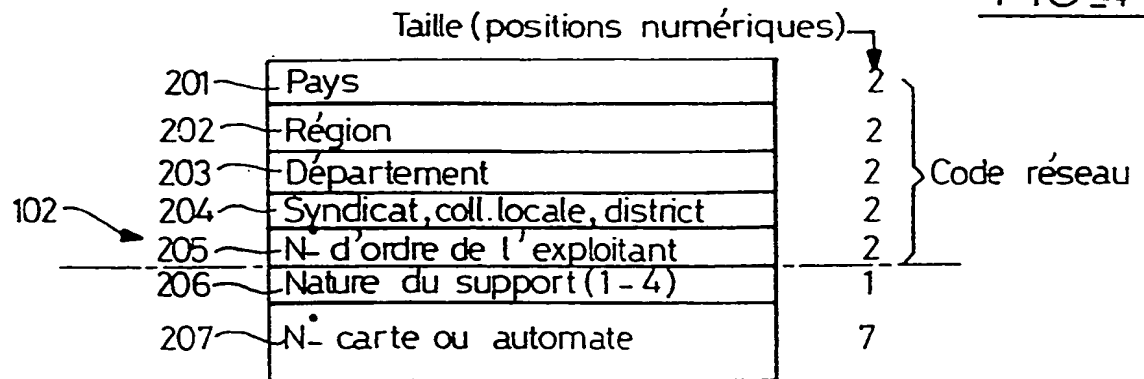 Taille (positions numériques)
201 Pays 2
202 Région 2
203 Département 2
Code réseau
204 Syndicat, coll. locale, district 2
102
205 N° d'ordre de l'exploitant 2
206 Nature du support (1-4) 1
207 N° carte ou automate 7